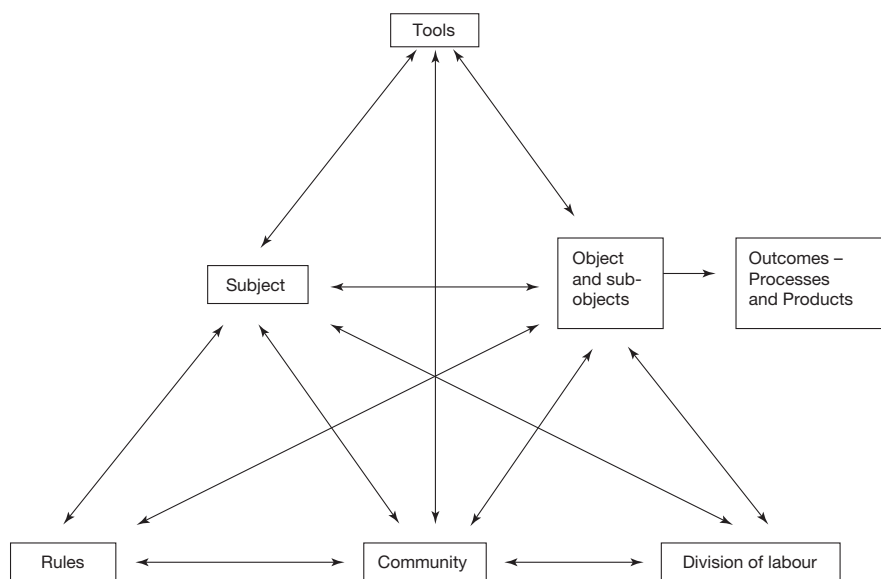 Tools
Subject
Object
and sub-
objects
Outcomes –
Processes
and Products
Rules
Community
Division of labour